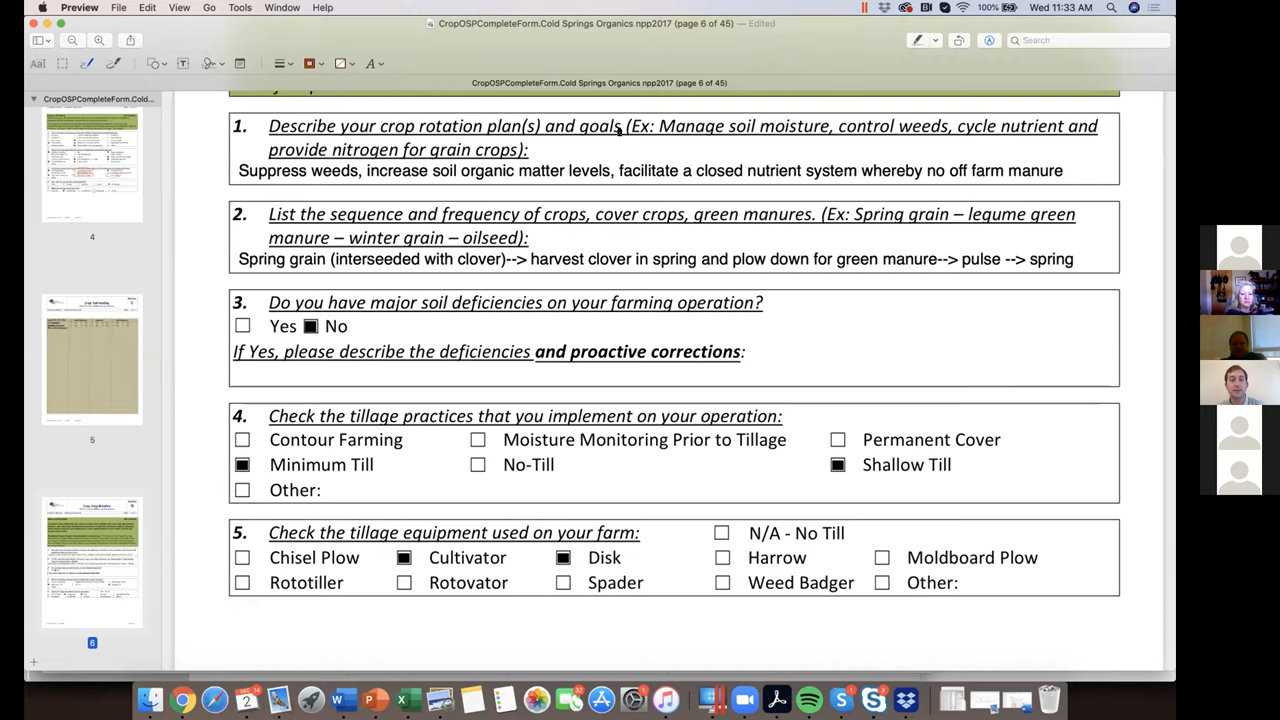 Preview File Edit View Go Tools Window Help 100% Wed 11:33 AM
CropOSPCompleteForm.Cold Springs Organics npp2017 (page 6 of 45) — Edited
Search
CropOSPCompleteForm.Cold Springs Organics npp2017 (page 6 of 45)
CropOSPCompleteForm.Cold...
4
5
6
1. Describe your crop rotation plan and goals (Ex: Manage soil erosion, control weeds, cycle nutrient and
provide nitrogen for grain crops):
Suppress weeds, increase soil organic matter levels, facilitate a closed nutrient system whereby no off farm manure
2. List the sequence and frequency of crops, cover crops, green manures. (Ex: Spring grain – legume green
manure – winter grain – oilseed):
Spring grain (interseeded with clover)--> harvest clover in spring and plow down for green manure--> pulse --> spring
3. Do you have major soil deficiencies on your farming operation?
Yes No
If Yes, please describe the deficiencies and proactive corrections:
4. Check the tillage practices that you implement on your operation:
Contour Farming Moisture Monitoring Prior to Tillage Permanent Cover
Minimum Till No-Till Shallow Till
Other:
5. Check all tillage equipment used on your farm: N/A No-Till
Chisel Plow Cultivator Disk Moldboard Plow
Rototiller Rotovator Spader Other: